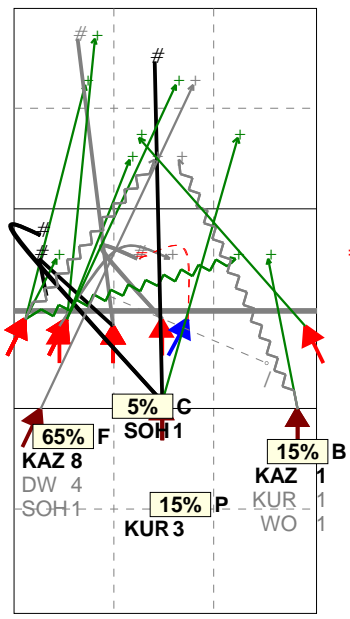 5% C
SOH 1
65% F
KAZ 8
DW 4
SOH 1
15% B
KAZ 1
KUR 1
WO 1
15% P
KUR 3